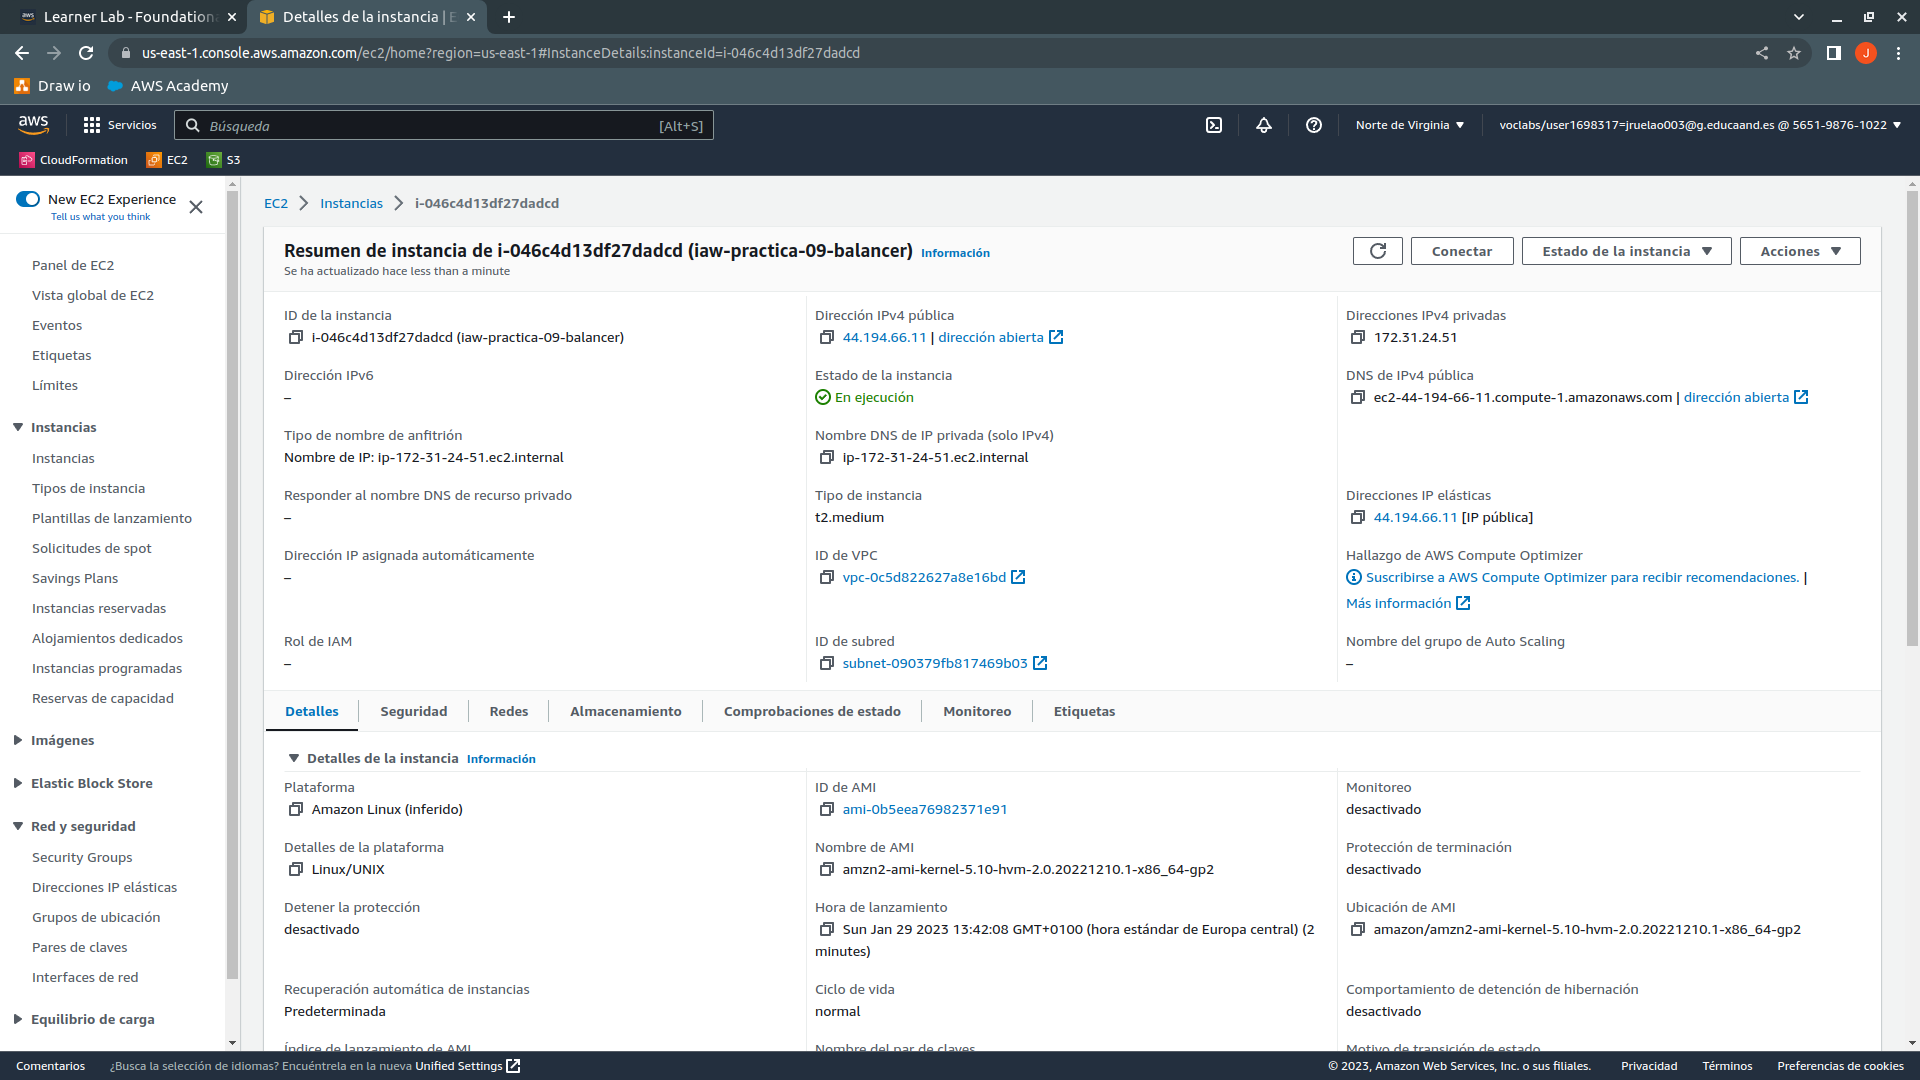 Learner Lab - Foundation
Detalles de la instancia | E
us-east-1.console.aws.amazon.com/ec2/home?region=us-east-1#InstanceDetails:instanceId=i-046c4d13df27dadcd
J
Draw io
AWS Academy
aws
Servicios
Búsqueda
[Alt+S]
Norte de Virginia
voclabs/user1698317=jruelao003@g.educaand.es @ 5651-9876-1022
CloudFormation
EC2
S3
New EC2 Experience
Tell us what you think
Panel de EC2
Vista global de EC2
Eventos
Etiquetas
Límites
Instancias
Instancias
Tipos de instancia
Plantillas de lanzamiento
Solicitudes de spot
Savings Plans
Instancias reservadas
Alojamientos dedicados
Instancias programadas
Reservas de capacidad
Imágenes
Elastic Block Store
Red y seguridad
Security Groups
Direcciones IP elásticas
Grupos de ubicación
Pares de claves
Interfaces de red
Equilibrio de carga
EC2 > Instancias > i-046c4d13df27dadcd
Resumen de instancia de i-046c4d13df27dadcd (iaw-practica-09-balancer) Información
Se ha actualizado hace less than a minute
Conectar
Estado de la instancia
Acciones
ID de la instancia
i-046c4d13df27dadcd (iaw-practica-09-balancer)
Dirección IPv4 pública
44.194.66.11 | dirección abierta
Direcciones IPv4 privadas
172.31.24.51
Dirección IPv6
–
Estado de la instancia
En ejecución
DNS de IPv4 pública
ec2-44-194-66-11.compute-1.amazonaws.com | dirección abierta
Tipo de nombre de anfitrión
Nombre de IP: ip-172-31-24-51.ec2.internal
Nombre DNS de IP privada (solo IPv4)
ip-172-31-24-51.ec2.internal
Responder al nombre DNS de recurso privado
–
Tipo de instancia
t2.medium
Direcciones IP elásticas
44.194.66.11 [IP pública]
Dirección IP asignada automáticamente
–
ID de VPC
vpc-0c5d822627a8e16bd
Hallazgo de AWS Compute Optimizer
Suscribirse a AWS Compute Optimizer para recibir recomendaciones. |
Más información
Rol de IAM
–
ID de subred
subnet-090379fb817469b03
Nombre del grupo de Auto Scaling
–
Detalles
Seguridad
Redes
Almacenamiento
Comprobaciones de estado
Monitoreo
Etiquetas
Detalles de la instancia Información
Plataforma
Amazon Linux (inferido)
ID de AMI
ami-0b5eea76982371e91
Monitoreo
desactivado
Detalles de la plataforma
Linux/UNIX
Nombre de AMI
amzn2-ami-kernel-5.10-hvm-2.0.20221210.1-x86_64-gp2
Protección de terminación
desactivado
Detener la protección
desactivado
Hora de lanzamiento
Sun Jan 29 2023 13:42:08 GMT+0100 (hora estándar de Europa central) (2
minutes)
Ubicación de AMI
amazon/amzn2-ami-kernel-5.10-hvm-2.0.20221210.1-x86_64-gp2
Recuperación automática de instancias
Predeterminada
Ciclo de vida
normal
Comportamiento de detención de hibernación
desactivado
Índice de lanzamiento de AMI
Nombre del par de claves
Motivo de transición de estado
Comentarios
¿Busca la selección de idiomas? Encuéntrela en la nueva Unified Settings
© 2023, Amazon Web Services, Inc. o sus filiales.
Privacidad
Términos
Preferencias de cookies